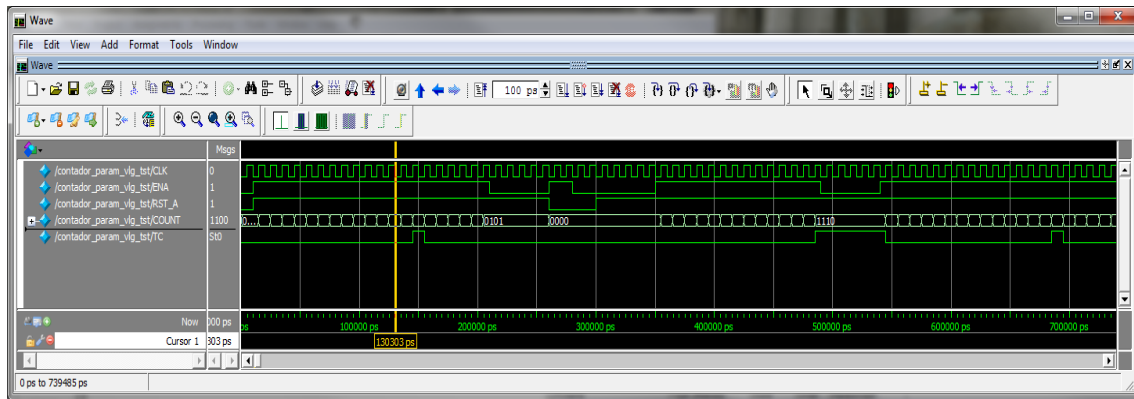 Wave
File Edit View Add Format Tools Window
Wave
100 ps
Msgs
/contador_param_vlg_tst/CLK 0
/contador_param_vlg_tst/ENA 1
/contador_param_vlg_tst/RST_A 1
/contador_param_vlg_tst/COUNT 1100 0... 0101 0000 1110
/contador_param_vlg_tst/TC St0
Now 000 ps ps 100000 ps 200000 ps 300000 ps 400000 ps 500000 ps 600000 ps 700000 ps
Cursor 1 303 ps 130303 ps
0 ps to 739485 ps